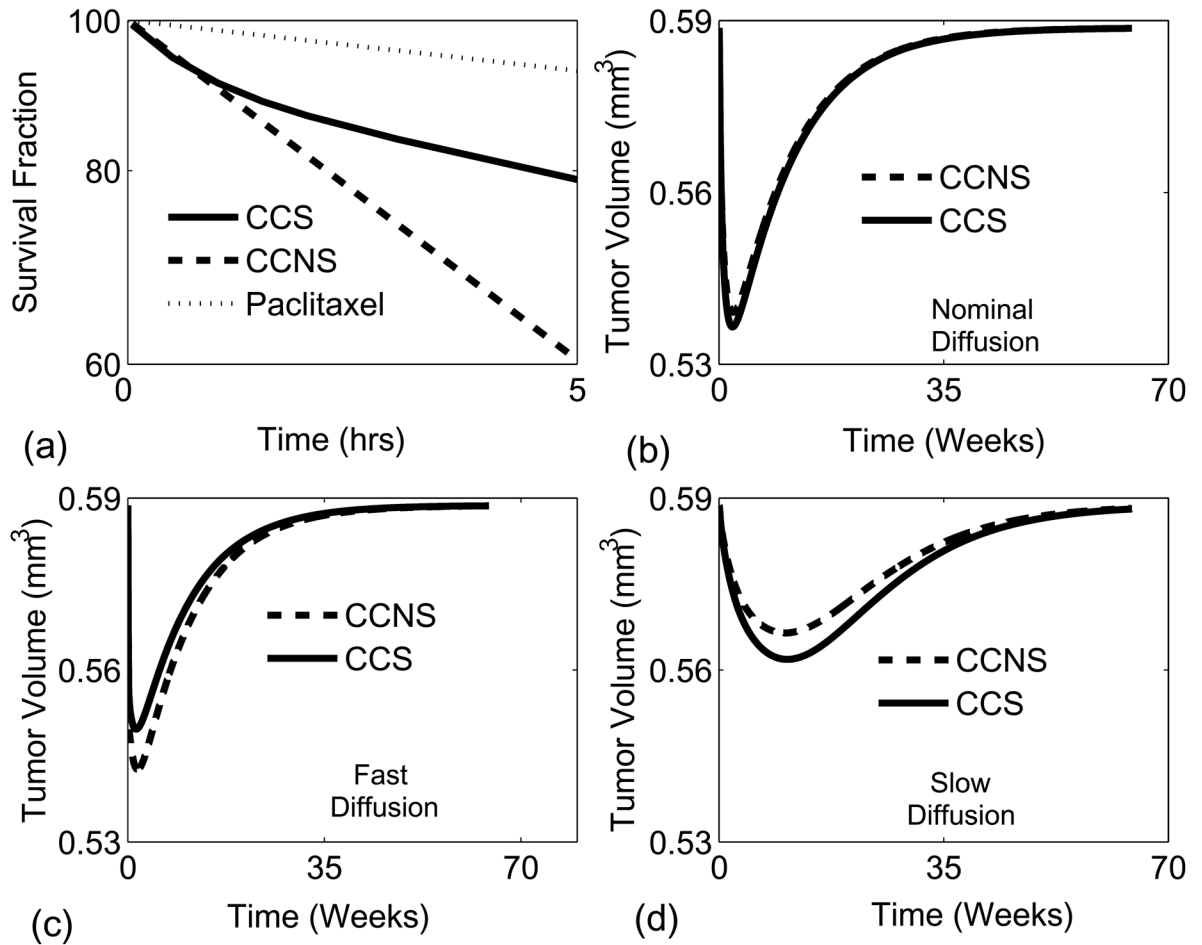 100
80
60
Survival Fraction
CCS
CCNS
Paclitaxel
0
5
Time (hrs)
(a)
0.59
0.56
0.53
Tumor Volume (mm3)
CCNS
CCS
Nominal
Diffusion
0
35
70
Time (Weeks)
(b)
0.59
0.56
0.53
Tumor Volume (mm3)
CCNS
CCS
Fast
Diffusion
0
35
70
Time (Weeks)
(c)
0.59
0.56
0.53
Tumor Volume (mm3)
CCNS
CCS
Slow
Diffusion
0
35
70
Time (Weeks)
(d)